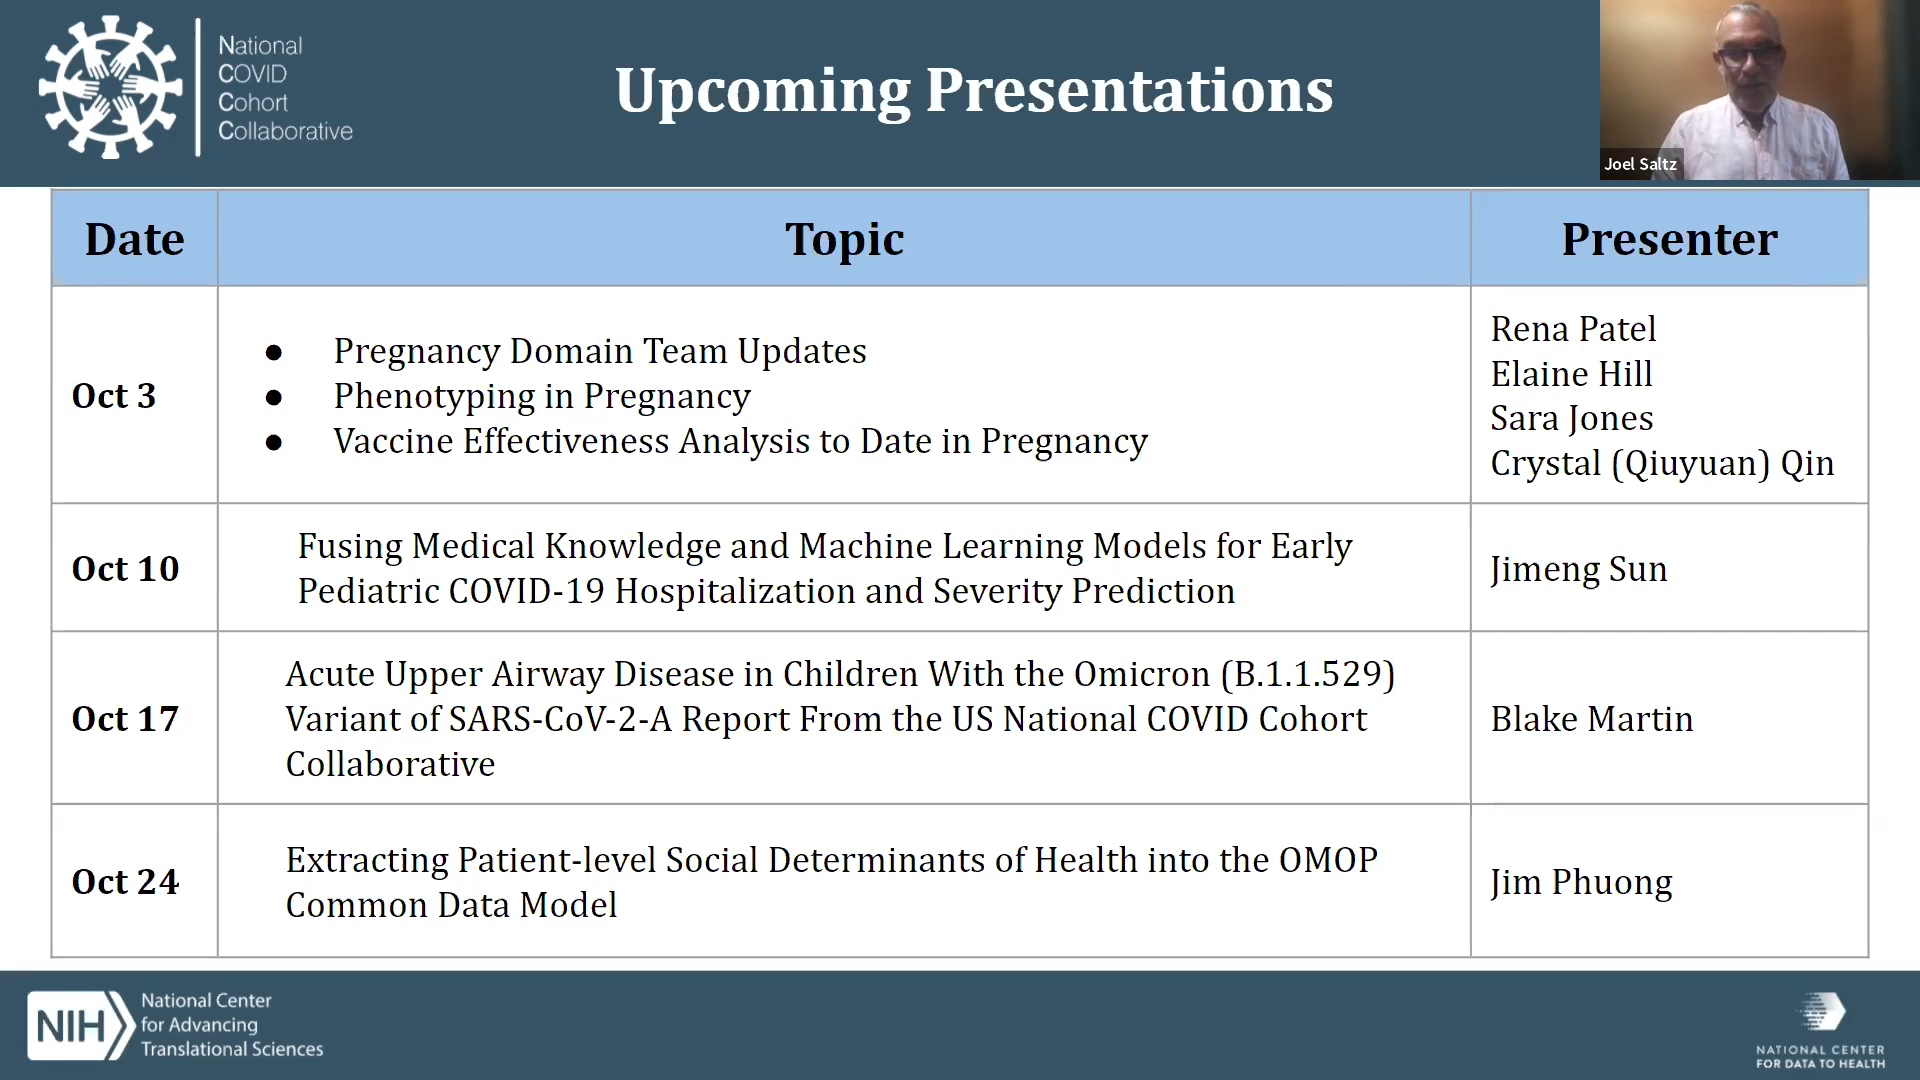 National
COVID
Cohort
Collaborative
Upcoming Presentations
Joel Saltz
Date
Topic
Presenter
Oct 3
● Pregnancy Domain Team Updates
● Phenotyping in Pregnancy
● Vaccine Effectiveness Analysis to Date in Pregnancy
Rena Patel
Elaine Hill
Sara Jones
Crystal (Qiuyuan) Qin
Oct 10
Fusing Medical Knowledge and Machine Learning Models for Early
Pediatric COVID-19 Hospitalization and Severity Prediction
Jimeng Sun
Oct 17
Acute Upper Airway Disease in Children With the Omicron (B.1.1.529)
Variant of SARS-CoV-2-A Report From the US National COVID Cohort
Collaborative
Blake Martin
Oct 24
Extracting Patient-level Social Determinants of Health into the OMOP
Common Data Model
Jim Phuong
NIH
National Center
for Advancing
Translational Sciences
NATIONAL CENTER
FOR DATA TO HEALTH